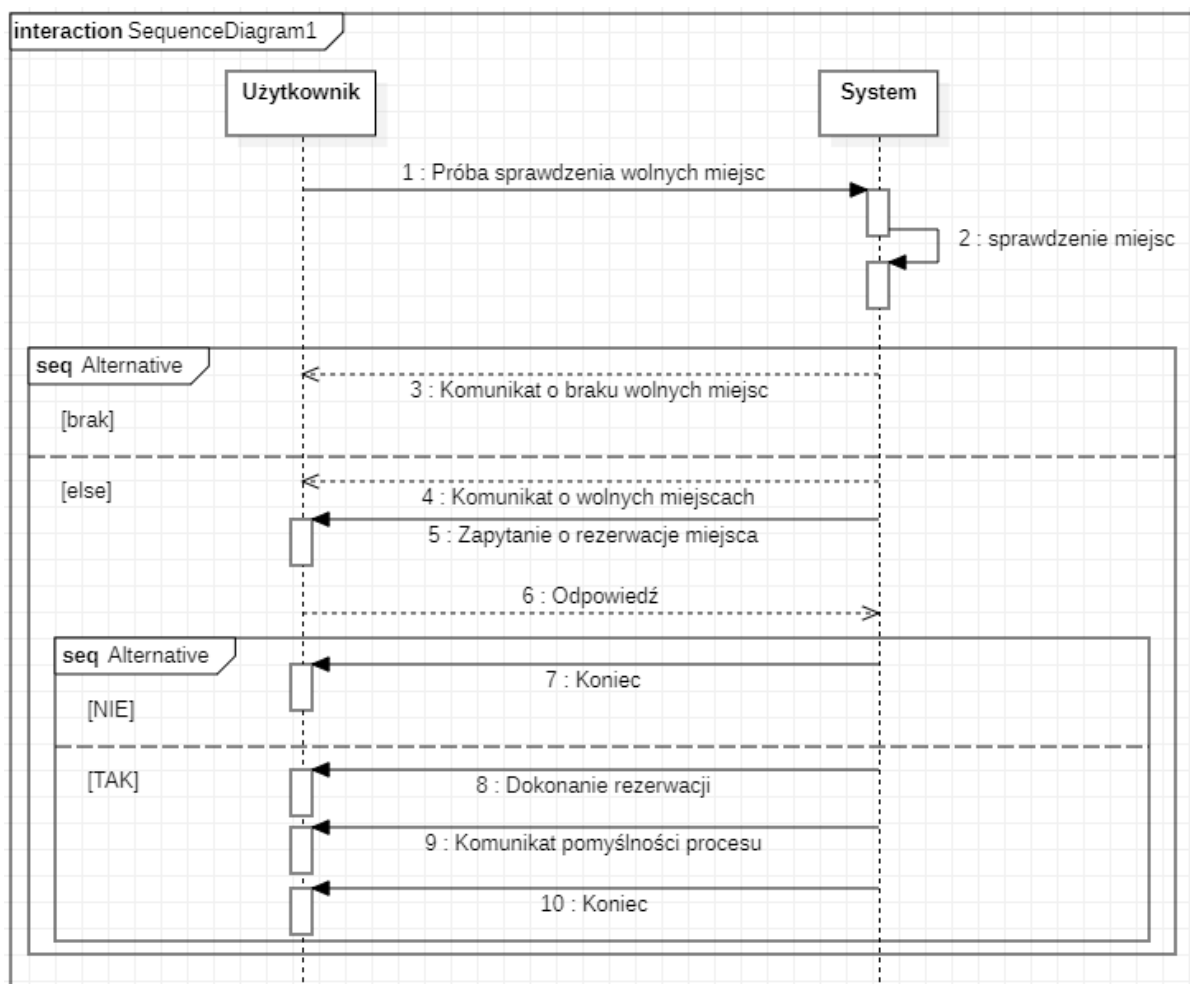 interaction SequenceDiagram1
Użytkownik
System
1 : Próba sprawdzenia wolnych miejsc
2 : sprawdzenie miejsc
seq Alternative
3 : Komunikat o braku wolnych miejsc
[brak]
[else]
4 : Komunikat o wolnych miejscach
5 : Zapytanie o rezerwacje miejsca
6 : Odpowiedź
seq Alternative
7 : Koniec
[NIE]
[TAK]
8 : Dokonanie rezerwacji
9 : Komunikat pomyślności procesu
10 : Koniec